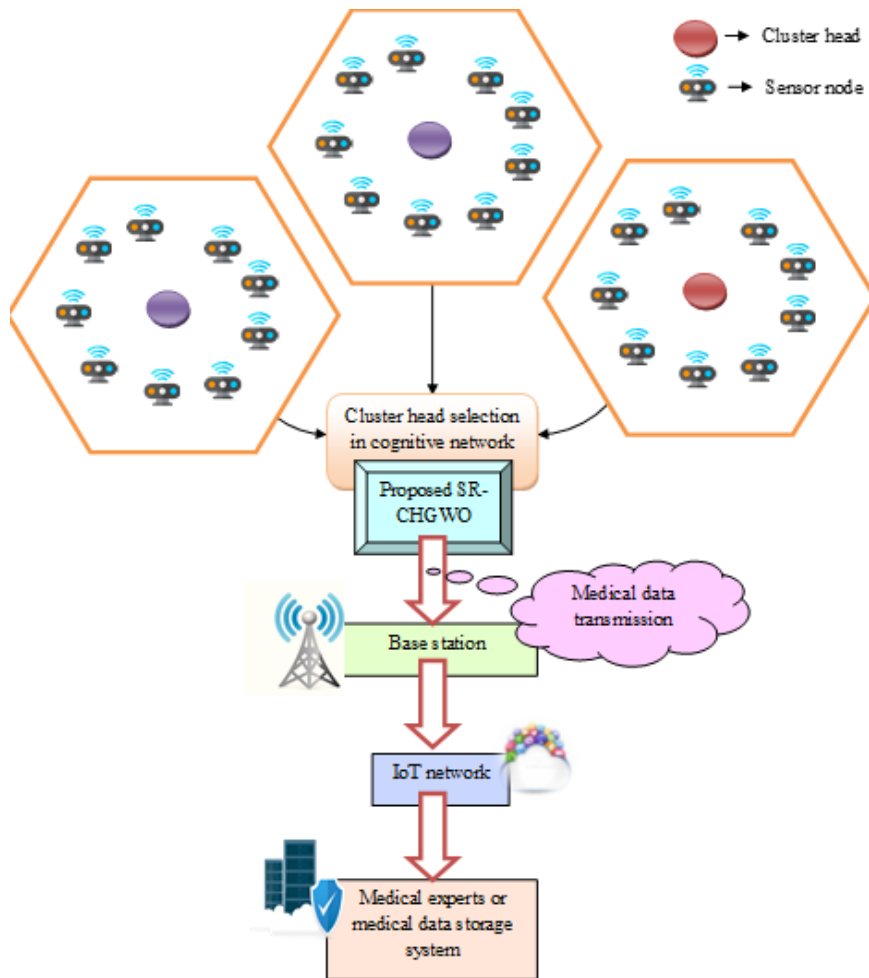 Cluster head
Sensor node
Cluster head selection
in cognitive network
Proposed SR-
CHGWO
Medical data
transmission
Base station
IoT network
Medical experts or
medical data storage
system